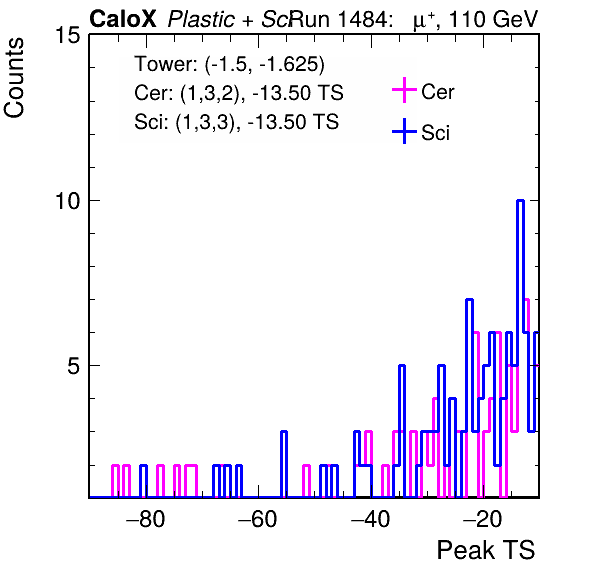 CaloX Plastic + Sci Run 1484: μ⁺, 110 GeV
Counts
15
Tower: (-1.5, -1.625)
Cer: (1,3,2), -13.50 TS
Sci: (1,3,3), -13.50 TS
Cer
Sci
10
5
−80 −60 −40 −20
Peak TS